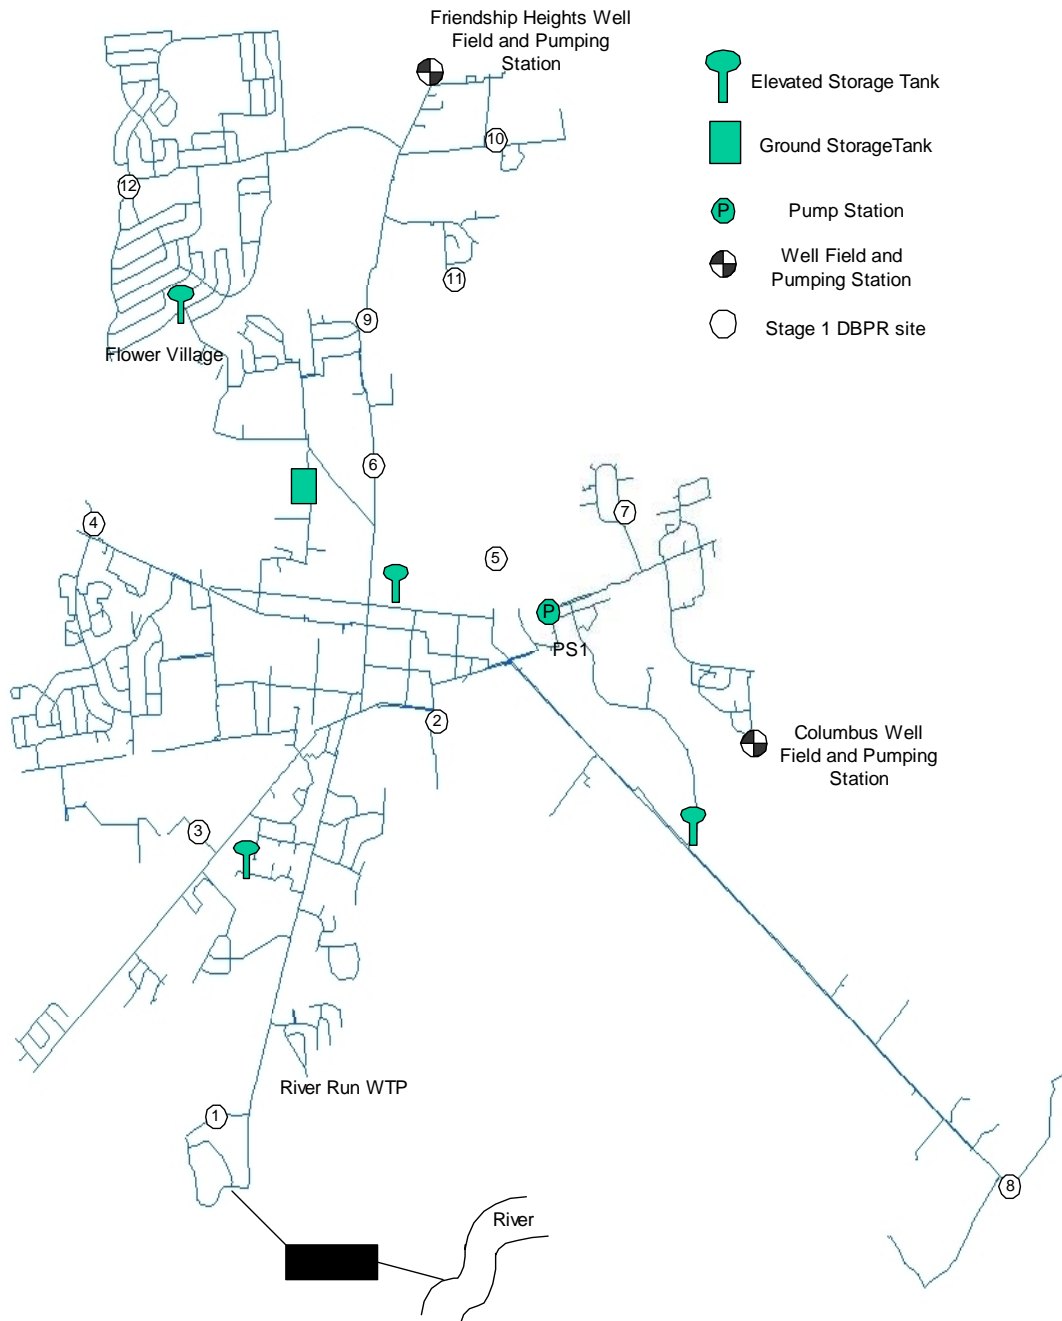 Friendship Heights Well
Field and Pumping
Station
Elevated Storage Tank
Ground StorageTank
P
Pump Station
Well Field and
Pumping Station
Stage 1 DBPR site
10
12
11
9
Flower Village
6
7
4
5
P
PS1
2
Columbus Well
Field and Pumping
Station
3
River Run WTP
1
8
River